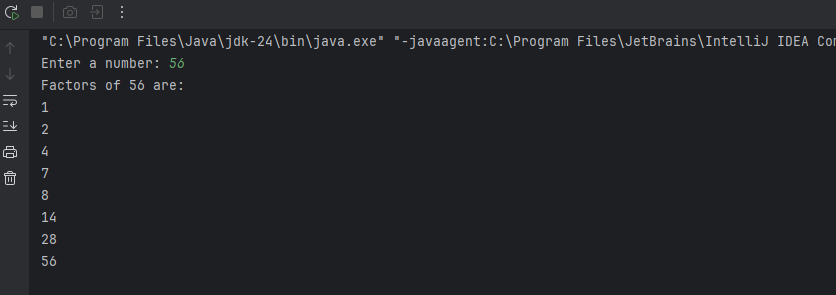 "C:\Program Files\Java\jdk-24\bin\java.exe" "-javaagent:C:\Program Files\JetBrains\IntelliJ IDEA Com
Enter a number: 56
Factors of 56 are:
1
2
4
7
8
14
28
56